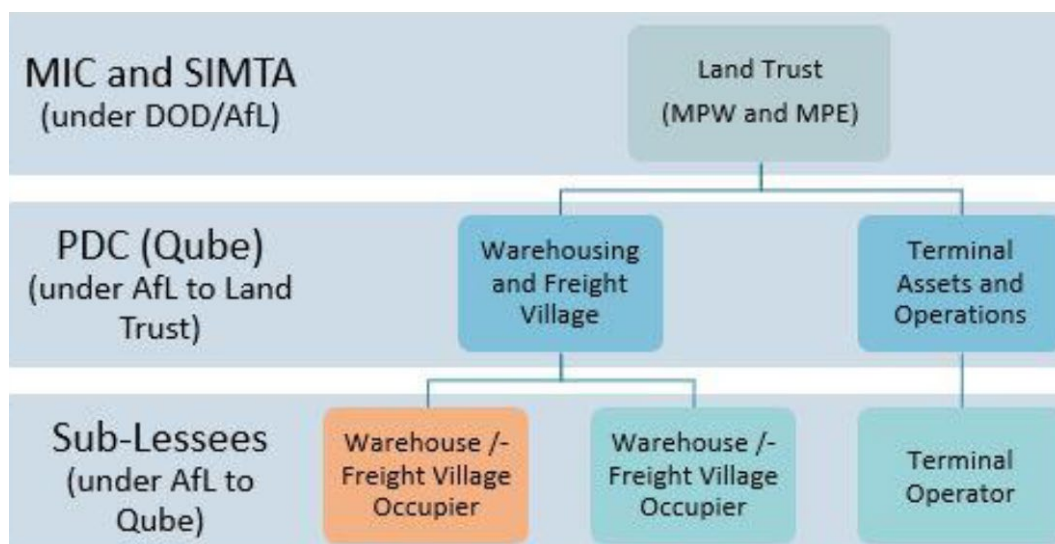 MIC and SIMTA
(under DOD/AfL)
Land Trust
(MPW and MPE)
PDC (Qube)
(under AfL to Land
Trust)
Warehousing
and Freight
Village
Terminal
Assets and
Operations
Sub-Lessees
(under AfL to
Qube)
Warehouse /-
Freight Village
Occupier
Warehouse /-
Freight Village
Occupier
Terminal
Operator